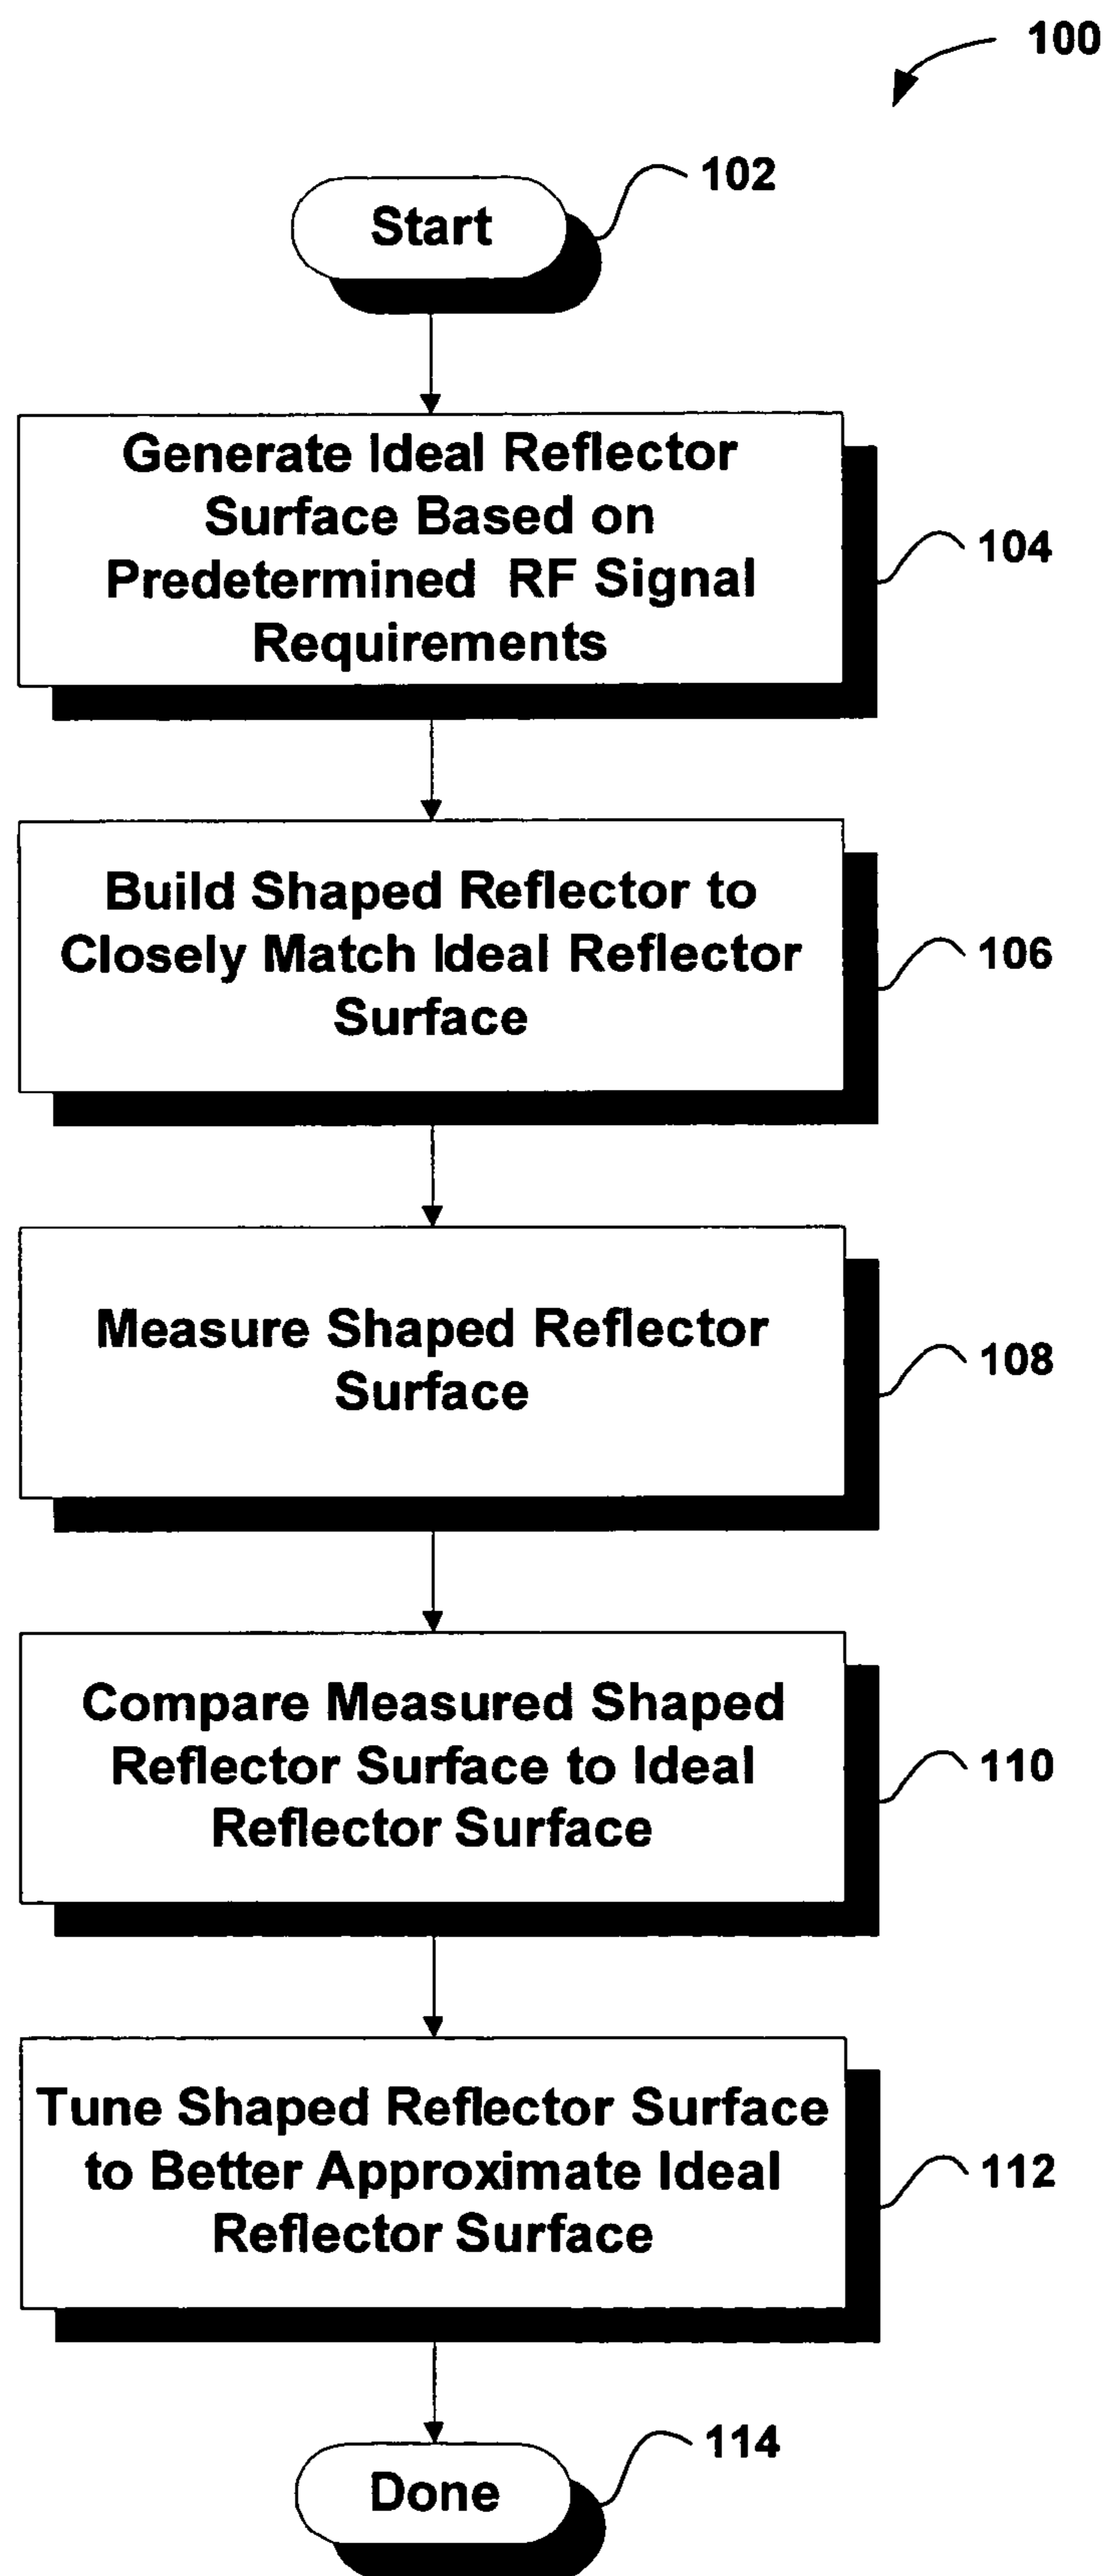 100
102
Start
Generate Ideal Reflector
Surface Based on
Predetermined RF Signal
Requirements
104
Build Shaped Reflector to
Closely Match Ideal Reflector
Surface
106
Measure Shaped Reflector
Surface
108
Compare Measured Shaped
Reflector Surface to Ideal
Reflector Surface
110
Tune Shaped Reflector Surface
to Better Approximate Ideal
Reflector Surface
112
114
Done